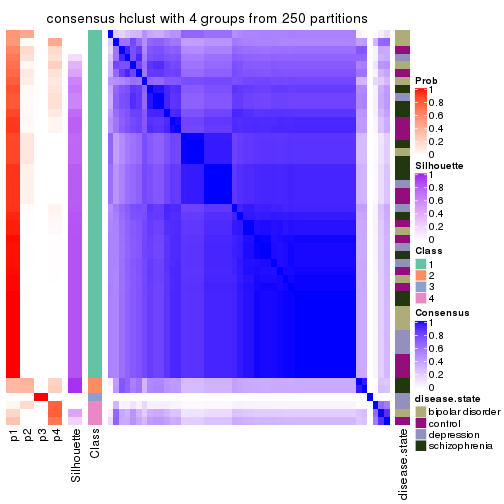 consensus hclust with 4 groups from 250 partitions
Prob
1
0.8
0.6
0.4
0.2
0
Silhouette
1
0.8
0.6
0.4
0.2
0
Class
1
2
3
4
Consensus
1
0.8
0.6
0.4
0.2
0
disease.state
bipolar disorder
control
depression
schizophrenia
p1
p2
p3
p4
Silhouette
Class
disease.state